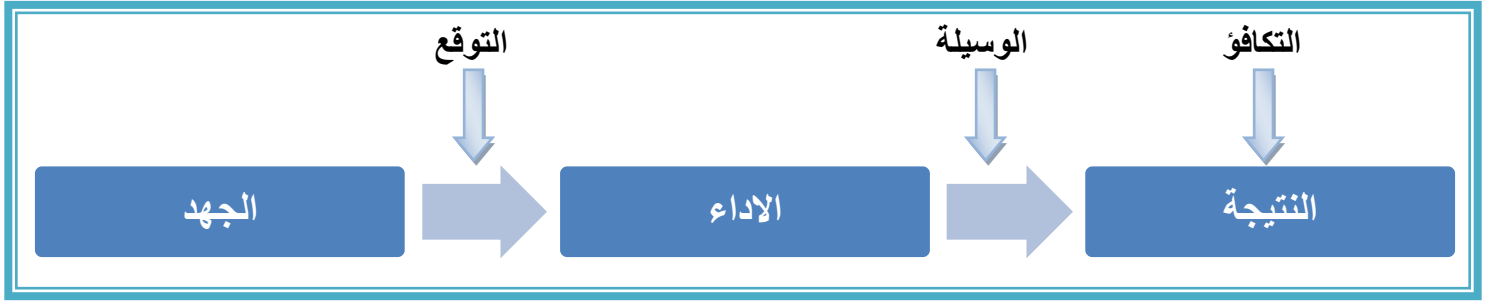 التوقع
الوسيلة
التكافؤ
الجهد
الاداء
النتيجة